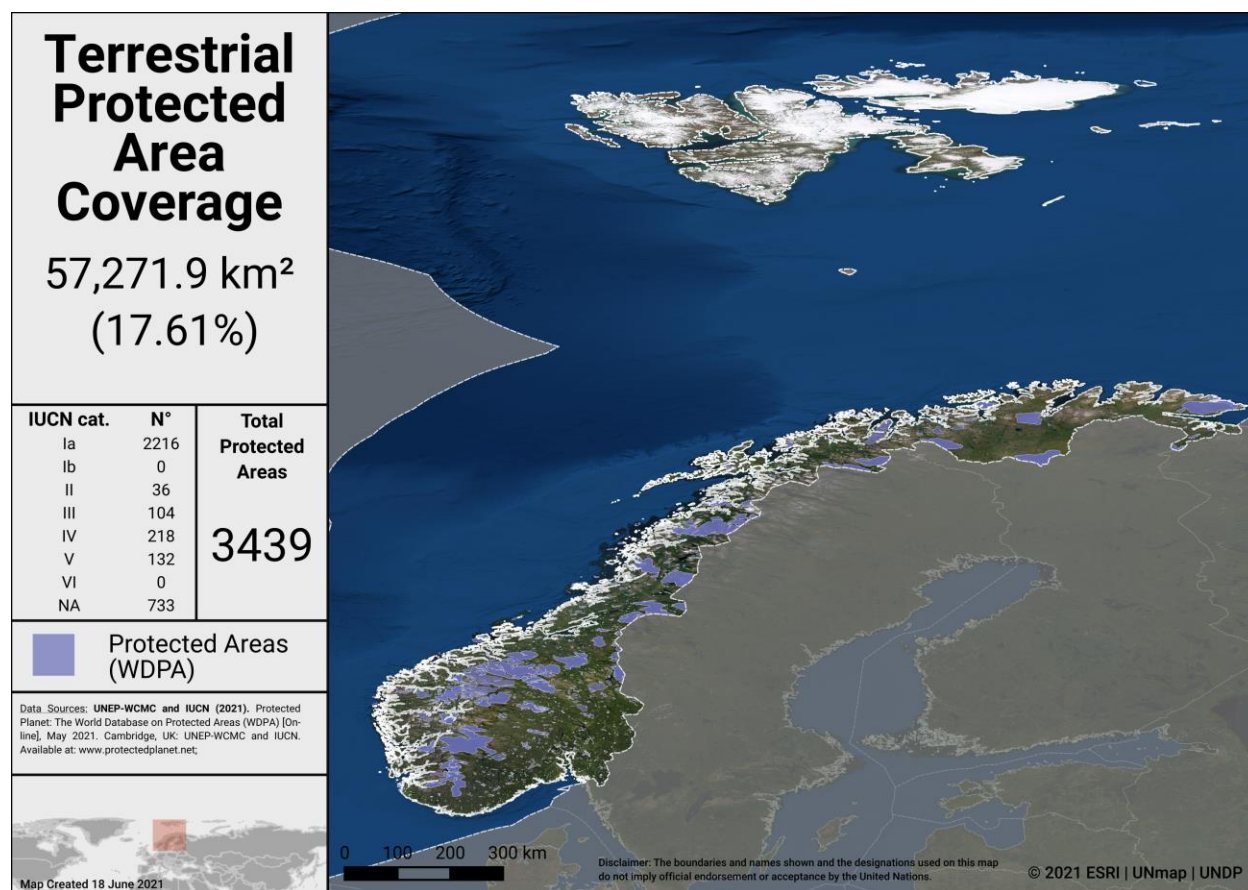 Terrestrial
Protected
Area
Coverage
57,271.9 km²
(17.61%)
IUCN cat. N°
Ia 2216
Ib 0
II 36
III 104
IV 218
V 132
VI 0
NA 733
Total
Protected
Areas
3439
Protected Areas
(WDPA)
Data Sources: UNEP-WCMC and IUCN (2021). Protected
Planet: The World Database on Protected Areas (WDPA) [On-
line], May 2021. Cambridge, UK: UNEP-WCMC and IUCN.
Available at: www.protectedplanet.net;
Map Created 18 June 2021
0 100 200 300 km
Disclaimer: The boundaries and names shown and the designations used on this map
do not imply official endorsement or acceptance by the United Nations.
© 2021 ESRI | UNmap | UNDP